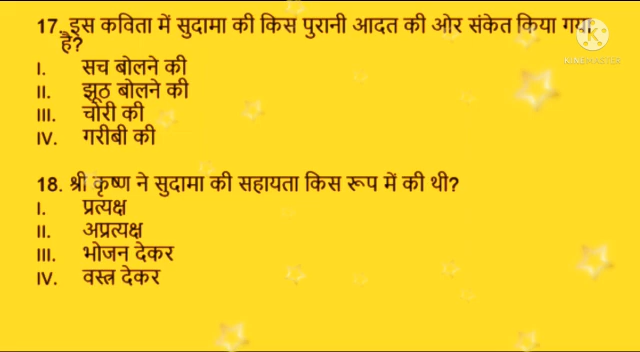 17. इस कविता में सुदामा की किस पुरानी आदत की ओर संकेत किया गया
है?
I. सच बोलने की
II. झूठ बोलने की
III. चोरी की
IV. गरीबी की
18. श्री कृष्ण ने सुदामा की सहायता किस रूप में की थी?
I. प्रत्यक्ष
II. अप्रत्यक्ष
III. भोजन देकर
IV. वस्त्र देकर
K
KINEMASTER